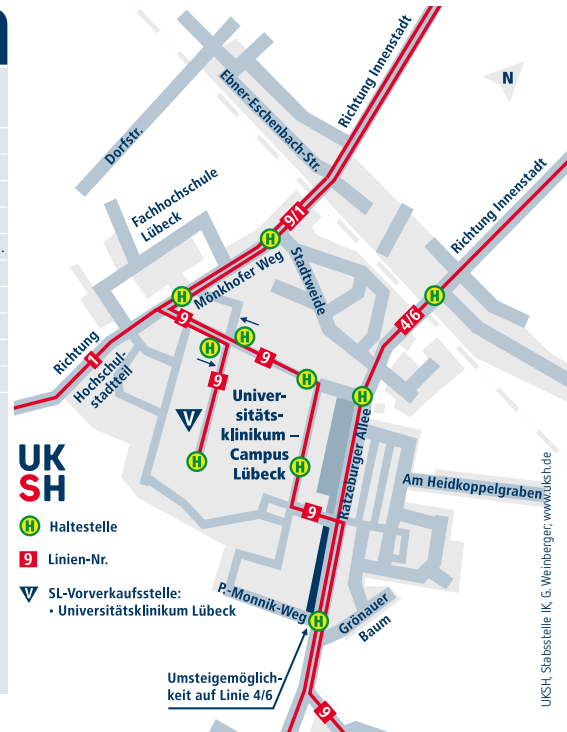 N
Richtung Innenstadt
Ebner-Eschenbach-Str.
Dorfstr.
Richtung Innenstadt
Fachhochschule
Lübeck
9/1
H
Stadtweide
Mönkhofer Weg
H
H
4/6
9
H
H
9
Richtung
1
Hochschul-
stadtteil
9
H
H
V
Univer-
sitäts-
klinikum –
Campus
Lübeck
Ratzeburger Allee
H
H
Am Heidkoppelgraben
9
UK
SH
H Haltestelle
9 Linien-Nr.
V SL-Vorverkaufsstelle:
• Universitätsklinikum Lübeck
P.-Monnik-Weg
H
Grönauer
Baum
Umsteigemöglich-
keit auf Linie 4/6
9
UKSH, Stabsstelle IK, G. Weinberger; www.uksh.de